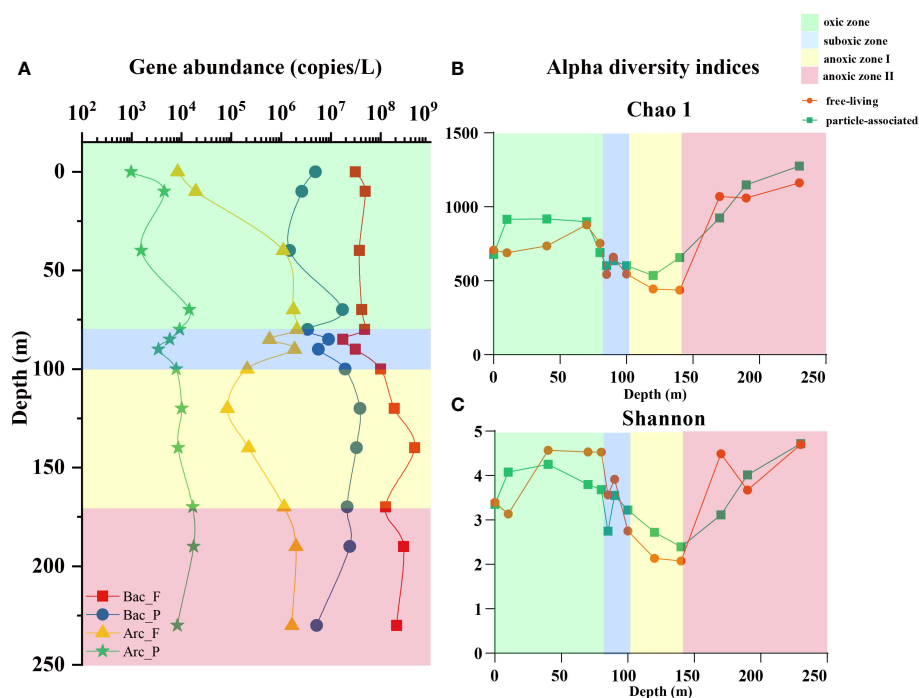 oxic zone
suboxic zone
anoxic zone I
anoxic zone II
free-living
particle-associated
A
Gene abundance (copies/L)
10² 10³ 10⁴ 10⁵ 10⁶ 10⁷ 10⁸ 10⁹
0
50
100
150
200
250
Depth (m)
Bac_F
Bac_P
Arc_F
Arc_P
B
Alpha diversity indices
Chao 1
1500
1000
500
0
0 50 100 150 200 250
Depth (m)
C
Shannon
5
4
3
2
1
0
0 50 100 150 200 250
Depth (m)